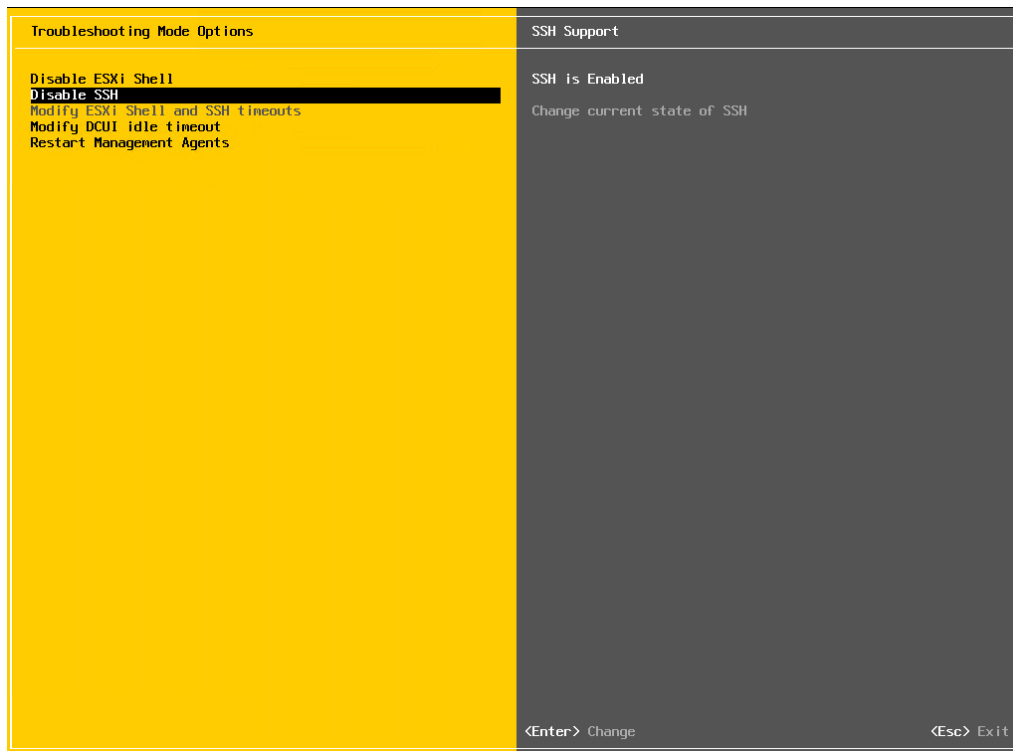 Troubleshooting Mode Options
Disable ESXi Shell
Disable SSH
Modify ESXi Shell and SSH timeouts
Modify DCUI idle timeout
Restart Management Agents
SSH Support
SSH is Enabled
Change current state of SSH
<Enter> Change
<Esc> Exit